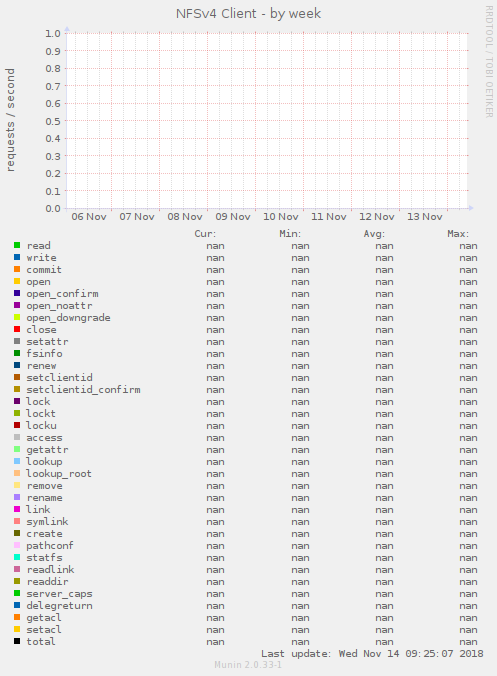 NFSv4 Client - by week
RRDTOOL / TOBI OETIKER
requests / second
1.0
0.9
0.8
0.7
0.6
0.5
0.4
0.3
0.2
0.1
0.0
06 Nov 07 Nov 08 Nov 09 Nov 10 Nov 11 Nov 12 Nov 13 Nov
Cur: Min: Avg: Max:
read nan nan nan nan
write nan nan nan nan
commit nan nan nan nan
open nan nan nan nan
open_confirm nan nan nan nan
open_noattr nan nan nan nan
open_downgrade nan nan nan nan
close nan nan nan nan
setattr nan nan nan nan
fsinfo nan nan nan nan
renew nan nan nan nan
setclientid nan nan nan nan
setclientid_confirm nan nan nan nan
lock nan nan nan nan
lockt nan nan nan nan
locku nan nan nan nan
access nan nan nan nan
getattr nan nan nan nan
lookup nan nan nan nan
lookup_root nan nan nan nan
remove nan nan nan nan
rename nan nan nan nan
link nan nan nan nan
symlink nan nan nan nan
create nan nan nan nan
pathconf nan nan nan nan
statfs nan nan nan nan
readlink nan nan nan nan
readdir nan nan nan nan
server_caps nan nan nan nan
delegreturn nan nan nan nan
getacl nan nan nan nan
setacl nan nan nan nan
total nan nan nan nan
Last update: Wed Nov 14 09:25:07 2018
Munin 2.0.33-1